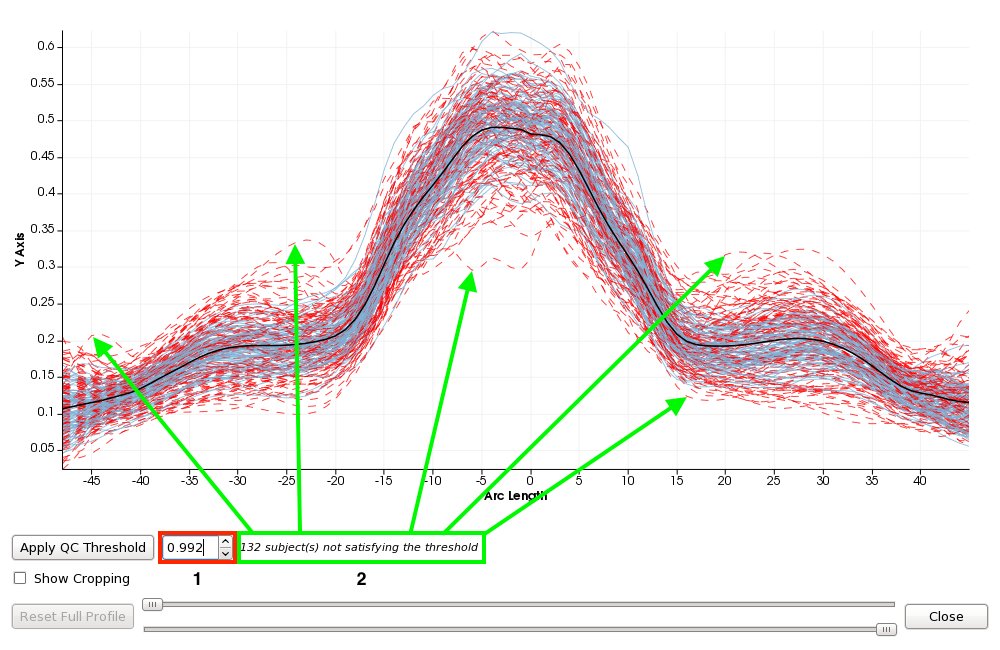 0.6
0.55
0.5
0.45
0.4
0.35
0.3
0.25
0.2
0.15
0.1
0.05
Y Axis
-45 -40 -35 -30 -25 -20 -15 -10 -5 0 5 10 15 20 25 30 35 40
Arc Length
Apply QC Threshold 0.992 132 subject(s) not satisfying the threshold
Show Cropping 1 2
Reset Full Profile Close